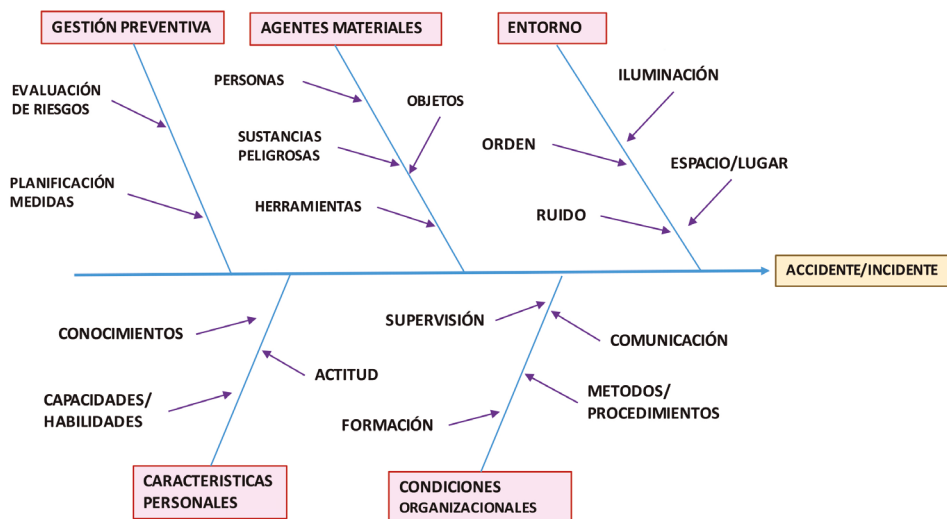 GESTIÓN PREVENTIVA
AGENTES MATERIALES
ENTORNO
EVALUACIÓN
DE RIESGOS
PLANIFICACIÓN
MEDIDAS
PERSONAS
OBJETOS
SUSTANCIAS
PELIGROSAS
HERRAMIENTAS
ILUMINACIÓN
ORDEN
ESPACIO/LUGAR
RUIDO
ACCIDENTE/INCIDENTE
CONOCIMIENTOS
ACTITUD
CAPACIDADES/
HABILIDADES
SUPERVISIÓN
COMUNICACIÓN
METODOS/
PROCEDIMIENTOS
FORMACIÓN
CARACTERISTICAS
PERSONALES
CONDICIONES
ORGANIZACIONALES